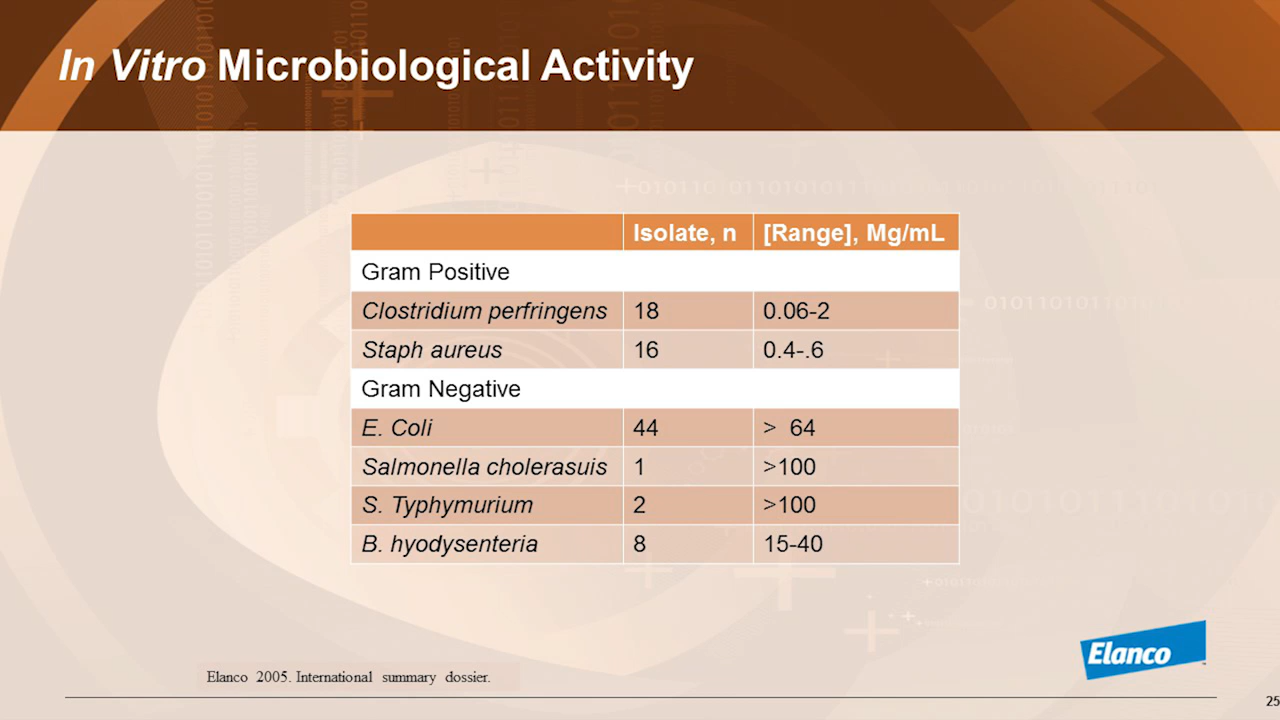 In Vitro Microbiological Activity
Isolate, n [Range], Mg/mL
Gram Positive
Clostridium perfringens 18 0.06-2
Staph aureus 16 0.4-.6
Gram Negative
E. Coli 44 > 64
Salmonella cholerasuis 1 >100
S. Typhymurium 2 >100
B. hyodysenteria 8 15-40
Elanco
Elanco 2005. International summary dossier.
25